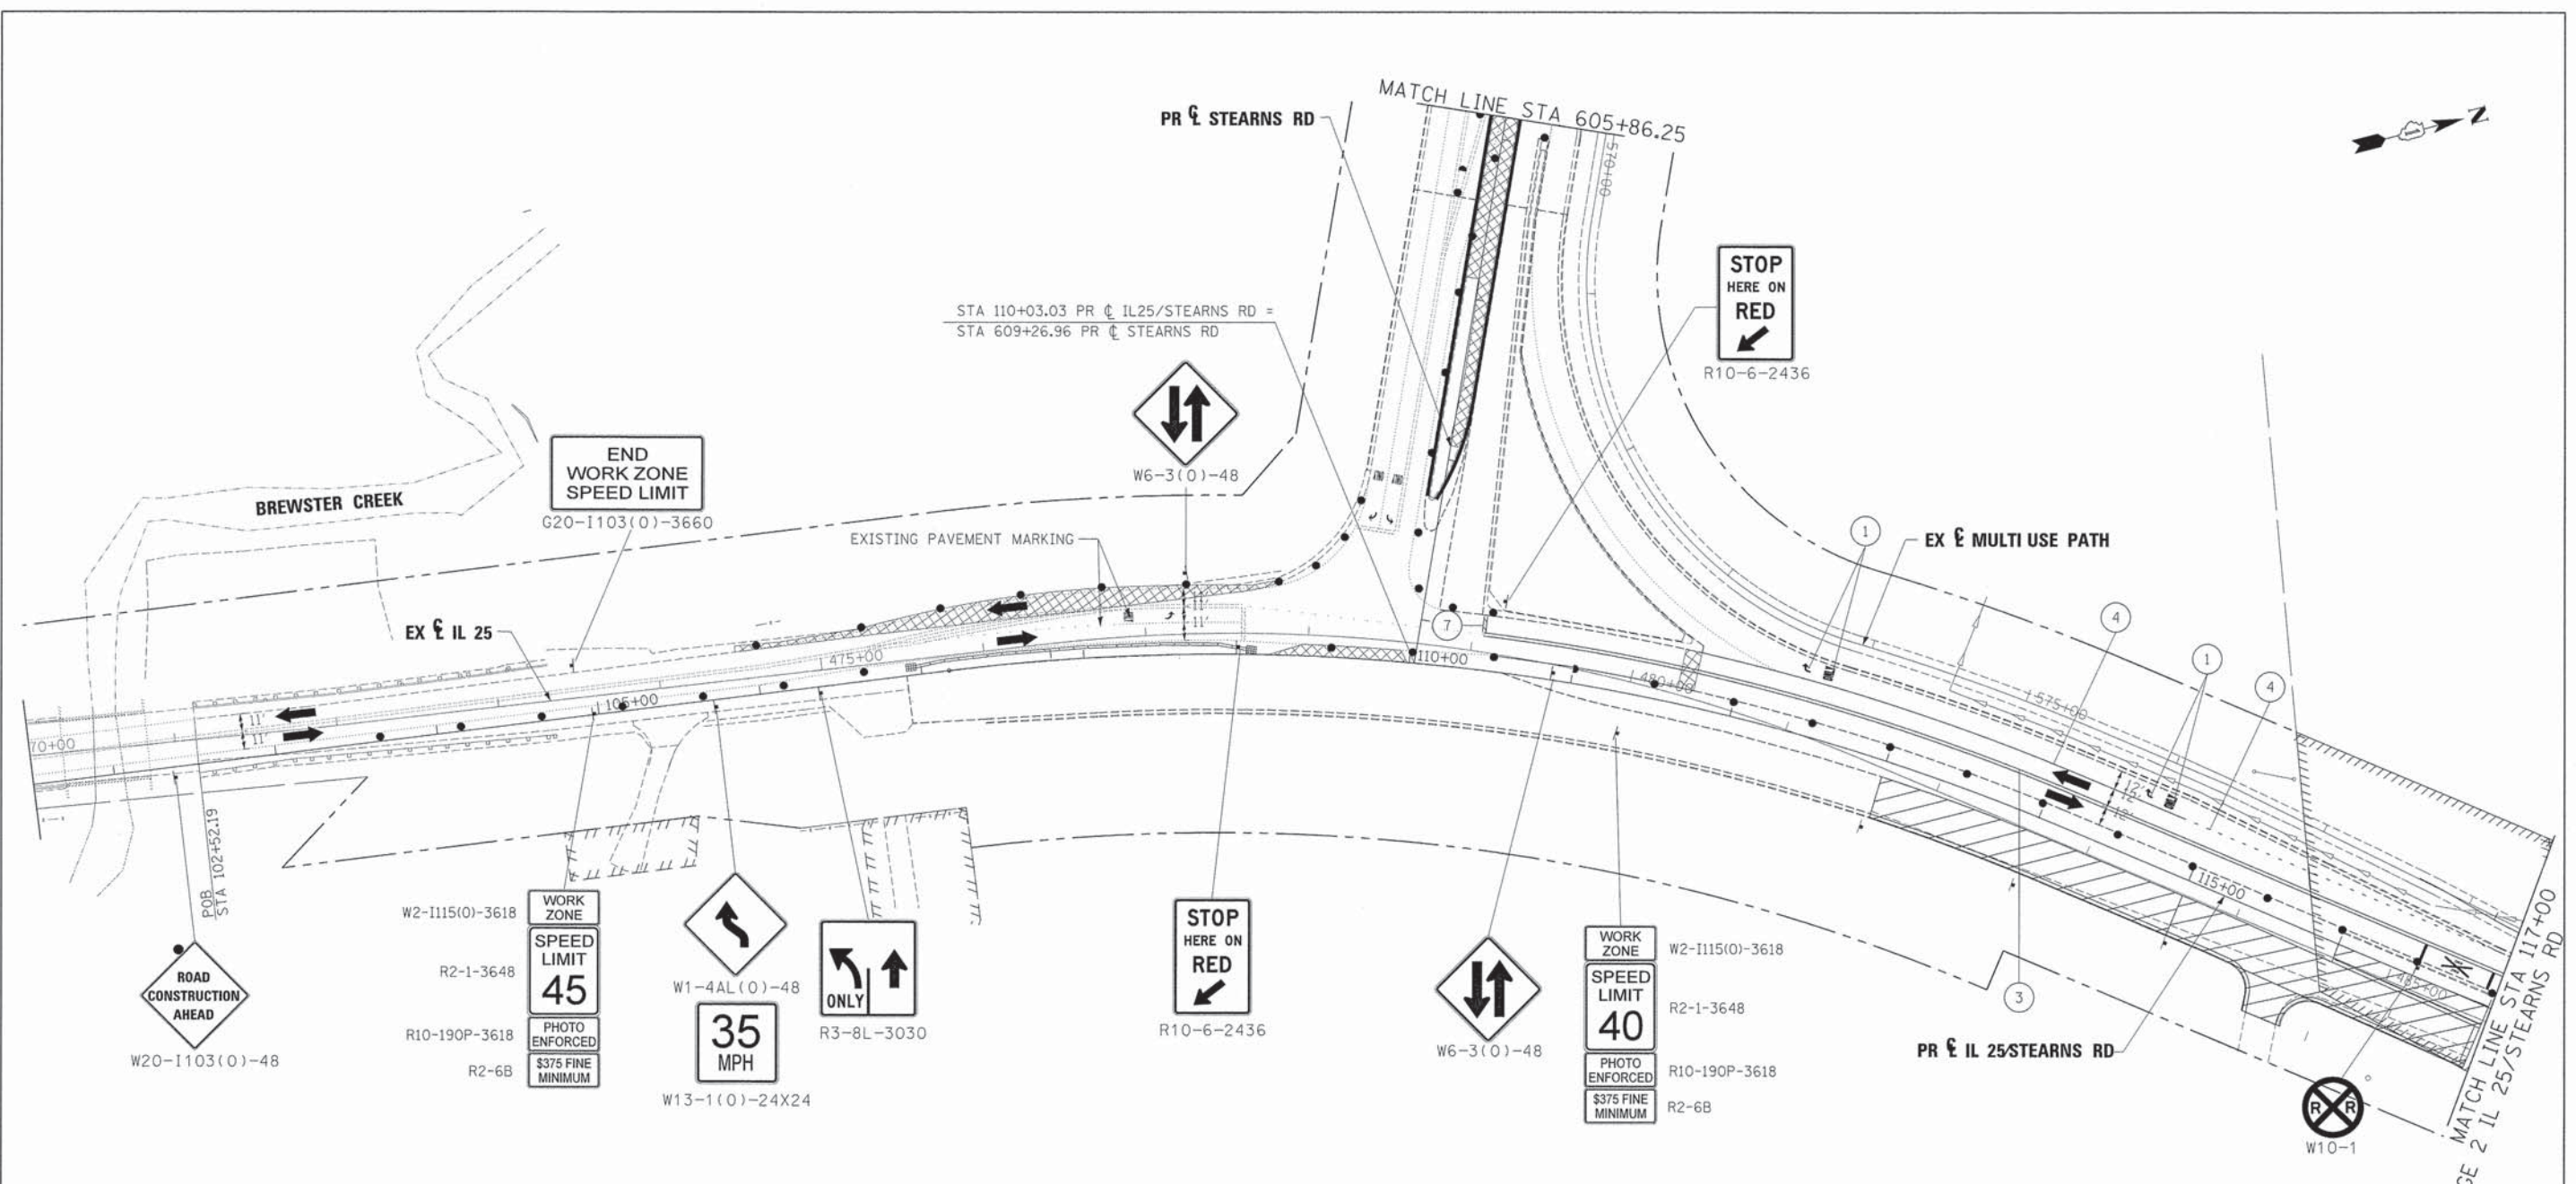 MATCH LINE STA 605+86.25
PR ℄ STEARNS RD
N
570+00
STOP
HERE ON
RED
R10-6-2436
STA 110+03.03 PR ℄ IL25/STEARNS RD =
STA 609+26.96 PR ℄ STEARNS RD
W6-3(O)-48
END
WORK ZONE
SPEED LIMIT
G20-I103(O)-3660
BREWSTER CREEK
EXISTING PAVEMENT MARKING
1
EX ℄ MULTI USE PATH
4
1
4
EX ℄ IL 25
11'
11'
7
475+00
110+00
480+00
575+00
105+00
11'
11'
70+00
12'
12'
12'
115+00
485+00
POB
STA 102+52.19
3
PR ℄ IL 25/STEARNS RD
ROAD
CONSTRUCTION
AHEAD
W20-I103(O)-48
W2-I115(O)-3618
WORK
ZONE
R2-1-3648
SPEED
LIMIT
45
R10-190P-3618
PHOTO
ENFORCED
R2-6B
$375 FINE
MINIMUM
W1-4AL(O)-48
35
MPH
W13-1(O)-24X24
ONLY
R3-8L-3030
STOP
HERE ON
RED
R10-6-2436
W6-3(O)-48
WORK
ZONE
W2-I115(O)-3618
SPEED
LIMIT
40
R2-1-3648
PHOTO
ENFORCED
R10-190P-3618
$375 FINE
MINIMUM
R2-6B
R R
W10-1
MATCH LINE STA 117+00
GE 2 IL 25/STEARNS RD